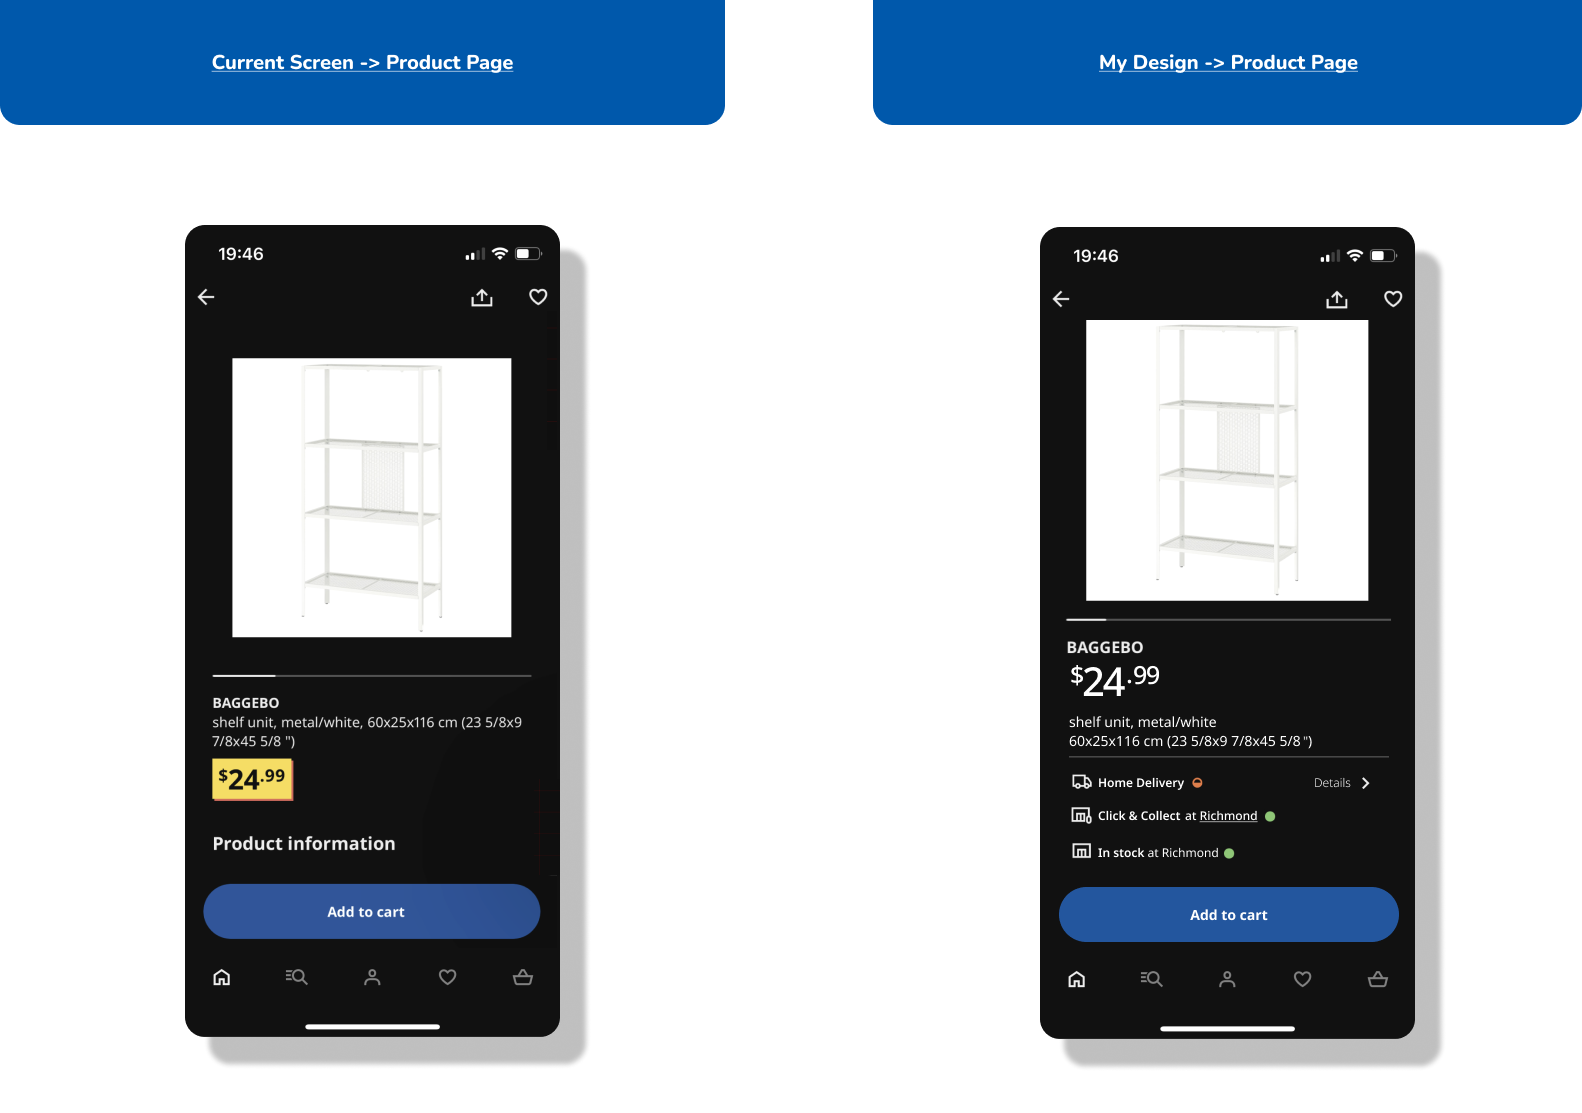 Current Screen -> Product Page
My Design -> Product Page
19:46
BAGGEBO
shelf unit, metal/white, 60x25x116 cm (23 5/8x9
7/8x45 5/8 ")
$24.99
Product information
Add to cart
19:46
BAGGEBO
$24.99
shelf unit, metal/white
60x25x116 cm (23 5/8x9 7/8x45 5/8 ")
Home Delivery Details
Click & Collect at Richmond
In stock at Richmond
Add to cart